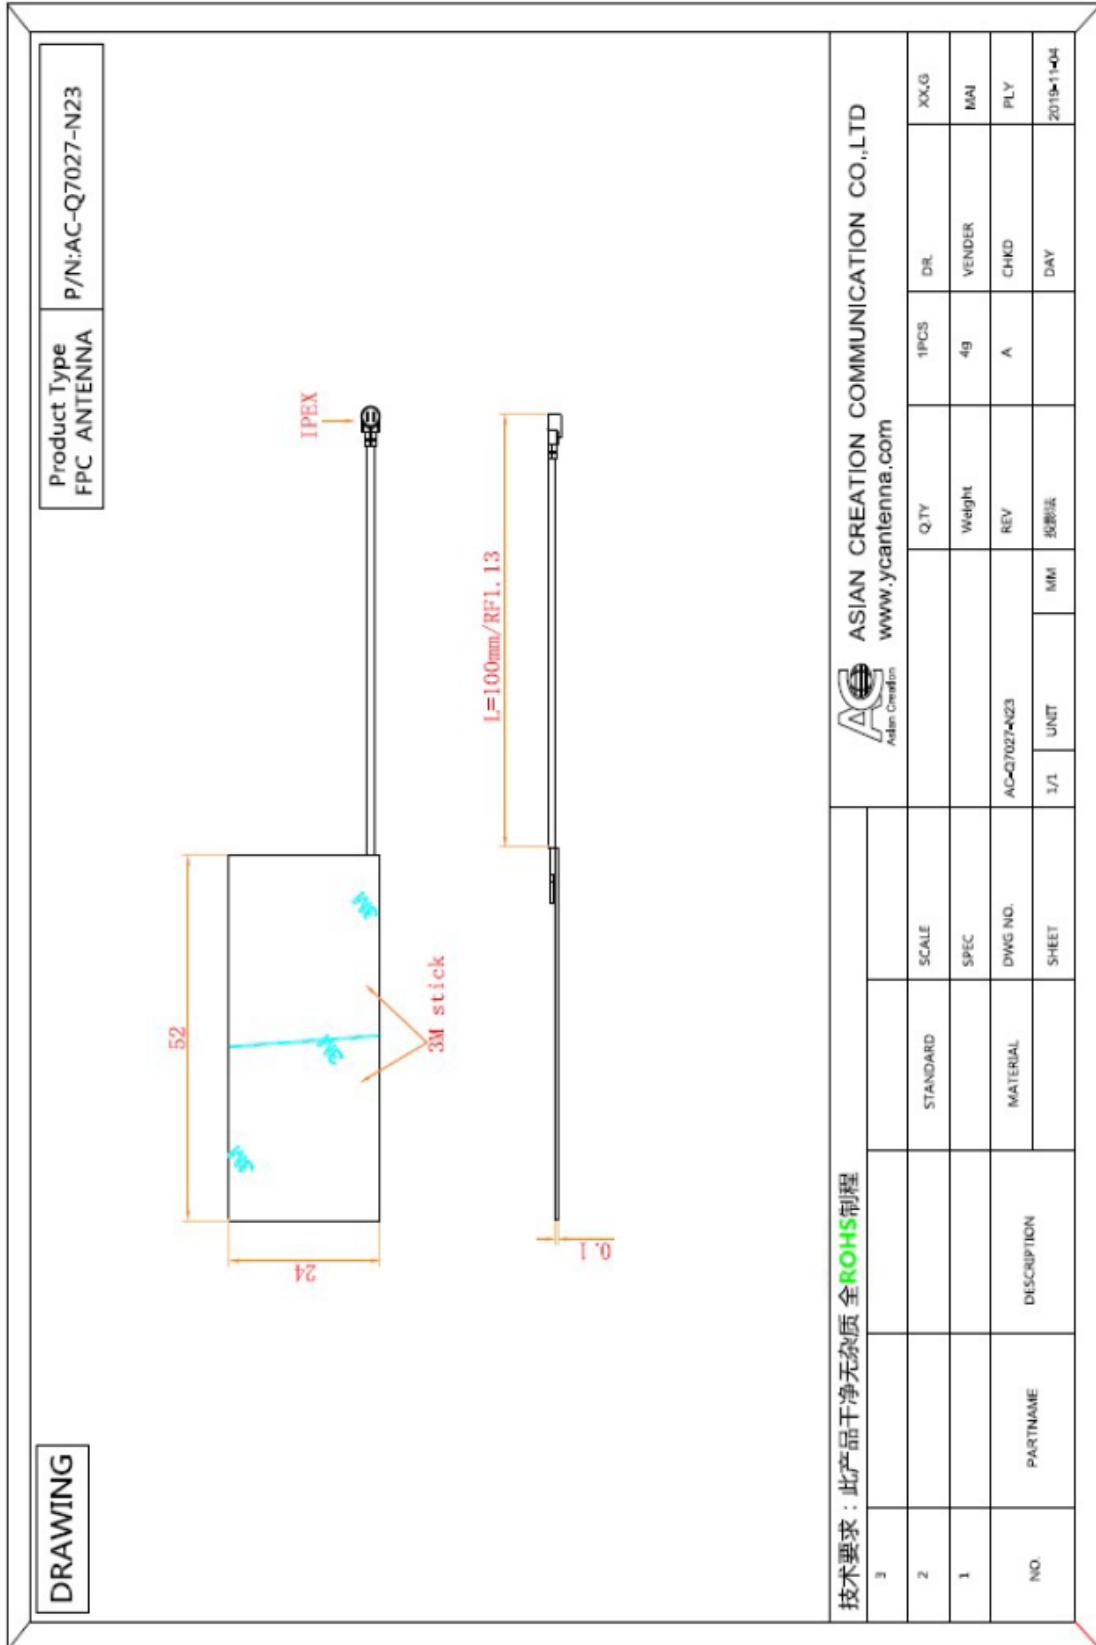 DRAWING
Product Type
FPC ANTENNA
P/N:AC-Q7027-N23
52
24
3M stick
IPEX
L=100mm/RF1.13
0.1
技术要求：此产品干净无杂质 全ROHS制程
AC
Asian Creation
ASIAN CREATION COMMUNICATION CO.,LTD
www.ycantenna.com
3
2 STANDARD SCALE Q.TY 1PCS DR. XX.G
1 SPEC Weight 4g VENDER MAI
MATERIAL DWG NO. AC-Q7027-N23 REV A CHKD PLY
NO. PARTNAME DESCRIPTION SHEET 1/1 UNIT MM 投影法 DAY 2019-11-04